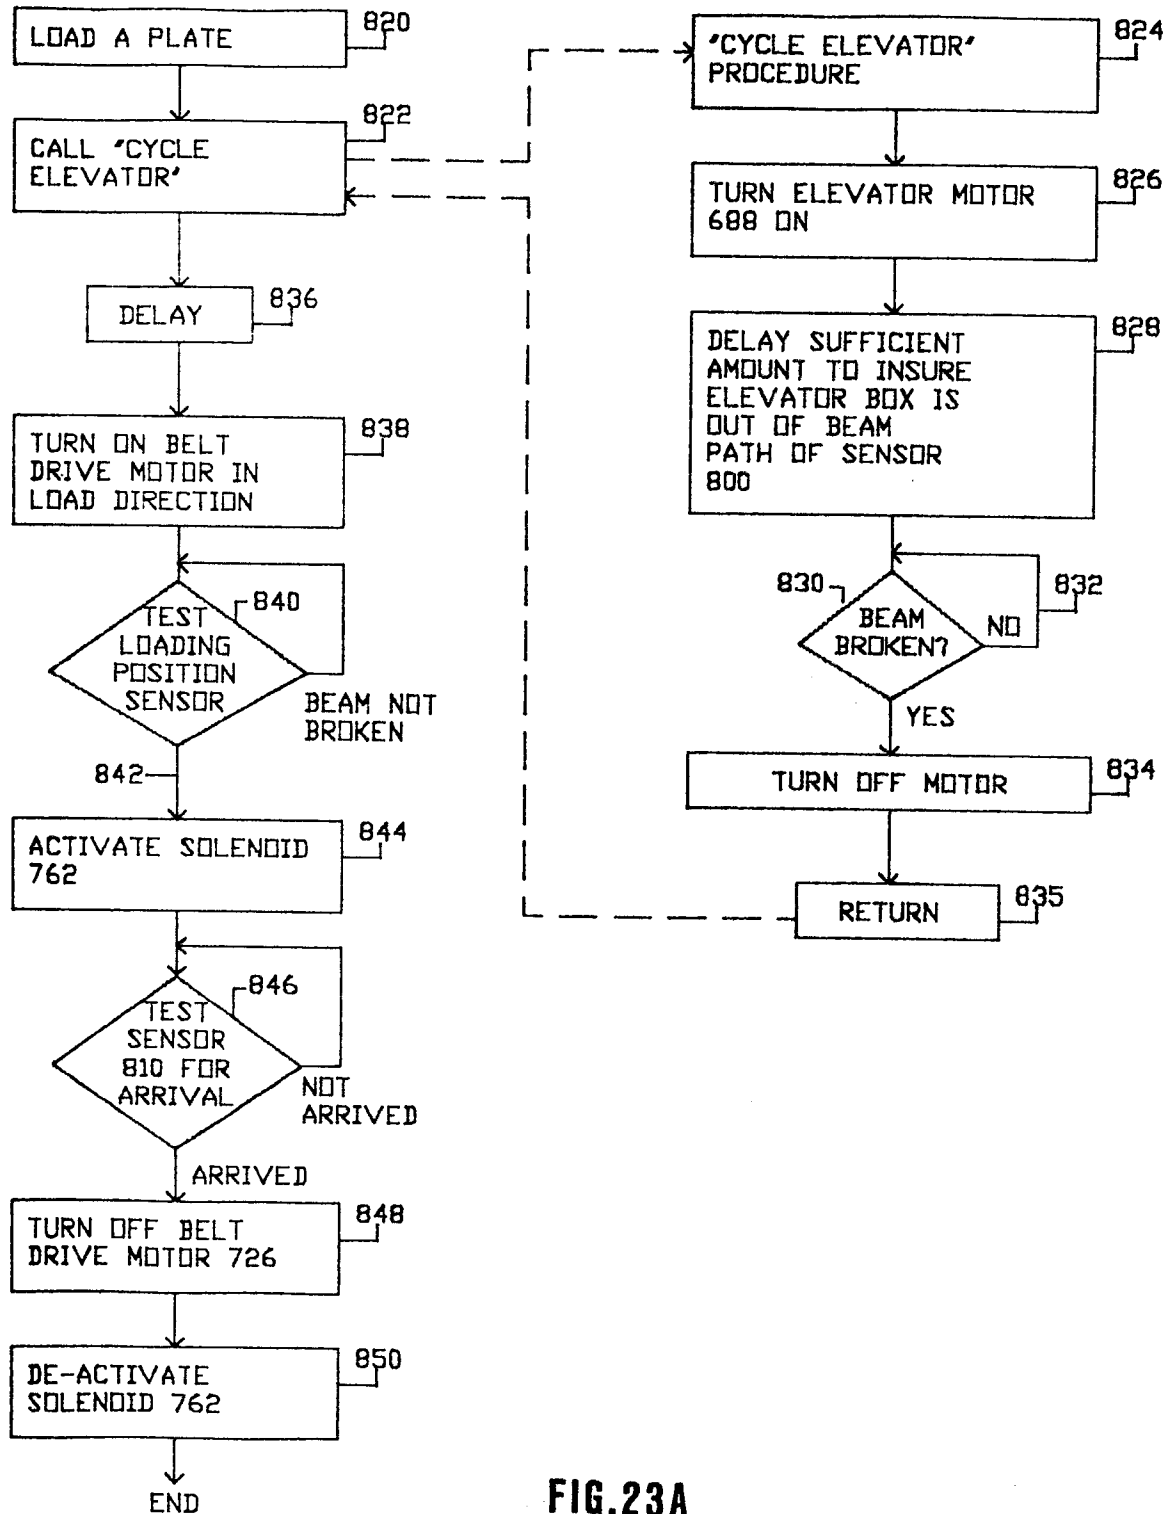 LOAD A PLATE
820
CALL "CYCLE
ELEVATOR"
822
DELAY
836
TURN ON BELT
DRIVE MOTOR IN
LOAD DIRECTION
838
TEST
LOADING
POSITION
SENSOR
840
BEAM NOT
BROKEN
842
ACTIVATE SOLENOID
762
844
TEST
SENSOR
810 FOR
ARRIVAL
846
NOT
ARRIVED
ARRIVED
TURN OFF BELT
DRIVE MOTOR 726
848
DE-ACTIVATE
SOLENOID 762
850
END
"CYCLE ELEVATOR"
PROCEDURE
824
TURN ELEVATOR MOTOR
688 ON
826
DELAY SUFFICIENT
AMOUNT TO INSURE
ELEVATOR BOX IS
OUT OF BEAM
PATH OF SENSOR
800
828
830
BEAM
BROKEN?
NO
832
YES
TURN OFF MOTOR
834
RETURN
835
FIG.23A